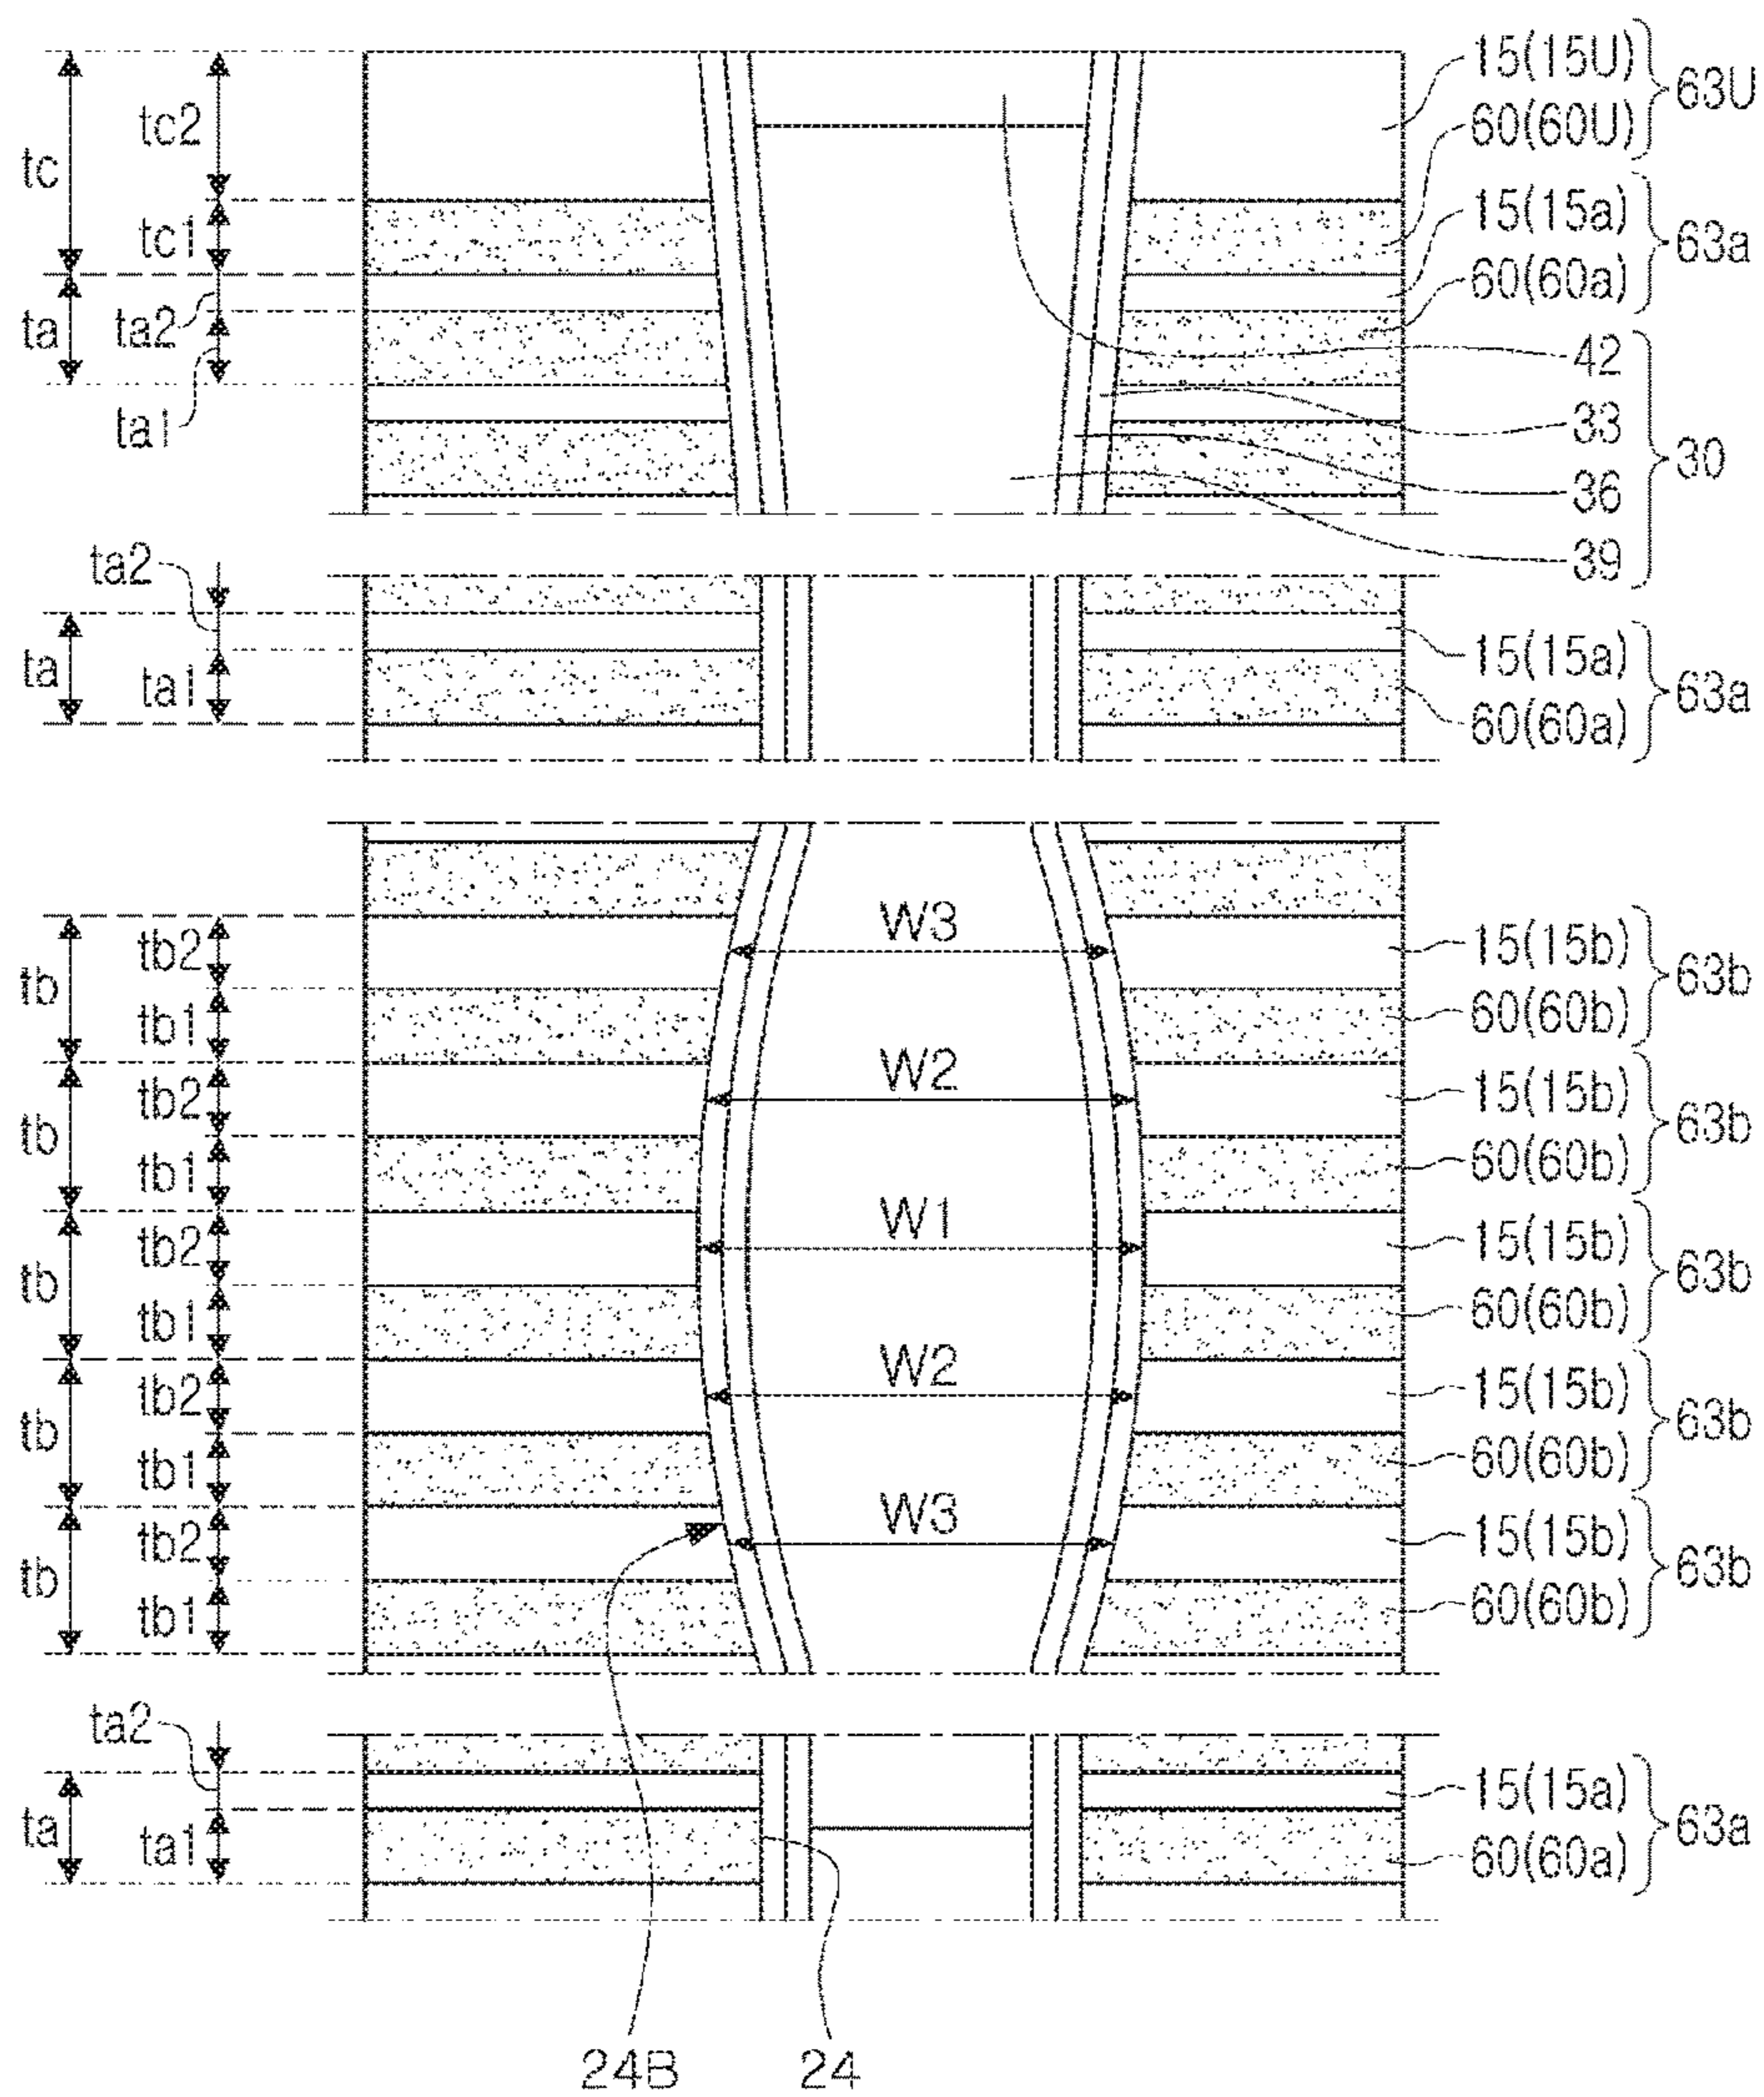 15(15U)
63U
60(60U)
tc
tc2
tc1
15(15a)
63a
60(60a)
ta
ta2
ta1
42
33
30
36
39
ta2
ta
ta1
15(15a)
63a
60(60a)
tb
tb2
tb1
W3
15(15b)
63b
60(60b)
tb
tb2
tb1
W2
15(15b)
63b
60(60b)
tb
tb2
tb1
W1
15(15b)
63b
60(60b)
tb
tb2
tb1
W2
15(15b)
63b
60(60b)
tb
tb2
tb1
W3
15(15b)
63b
60(60b)
ta2
ta
ta1
15(15a)
63a
60(60a)
24B
24